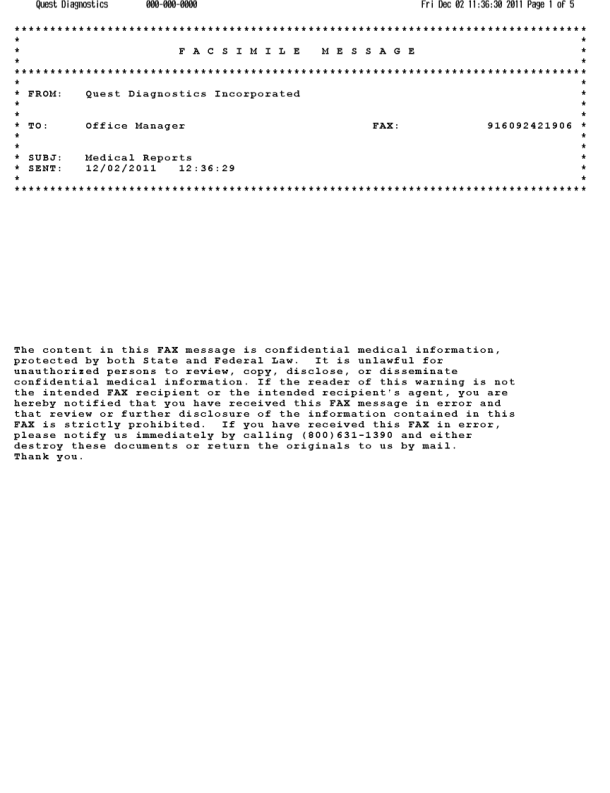 Quest Diagnostics 000-000-0000 Fri Dec 02 11:36:30 2011 Page 1 of 5
********************************************************************************
* *
* F A C S I M I L E   M E S S A G E *
* *
********************************************************************************
* *
* FROM: Quest Diagnostics Incorporated *
* *
* *
* TO: Office Manager FAX: 916092421906 *
* *
* *
* SUBJ: Medical Reports *
* SENT: 12/02/2011 12:36:29 *
* *
********************************************************************************
The content in this FAX message is confidential medical information,
protected by both State and Federal Law. It is unlawful for
unauthorized persons to review, copy, disclose, or disseminate
confidential medical information. If the reader of this warning is not
the intended FAX recipient or the intended recipient's agent, you are
hereby notified that you have received this FAX message in error and
that review or further disclosure of the information contained in this
FAX is strictly prohibited. If you have received this FAX in error,
please notify us immediately by calling (800)631-1390 and either
destroy these documents or return the originals to us by mail.
Thank you.